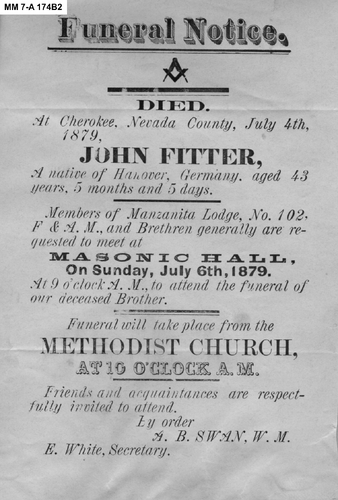 MM 7-A 174B2
Funeral Notice.
DIED.
At Cherokee, Nevada County, July 4th,
1879,
JOHN FITTER,
A native of Hanover, Germany, aged 43
years, 5 months and 5 days.
Members of Manzanita Lodge, No. 102,
F & A. M., and Brethren generally are re-
quested to meet at
MASONIC HALL,
On Sunday, July 6th, 1879.
At 9 o'clock A. M., to attend the funeral of
our deceased Brother.
Funeral will take place from the
METHODIST CHURCH,
AT 10 O'CLOCK A. M.
Friends and acquaintances are respect-
fully invited to attend.
By order
A. B. SWAN, W. M.
E. White, Secretary.